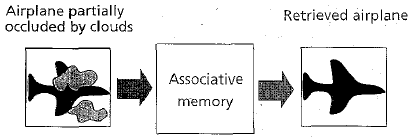 Airplane partially
occluded by clouds
Retrieved airplane
Associative
memory